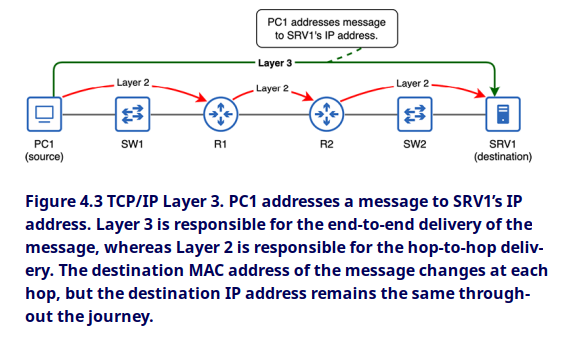 PC1 addresses message
to SRV1's IP address.
Layer 3
Layer 2
Layer 2
Layer 2
PC1
(source)
SW1
R1
R2
SW2
SRV1
(destination)
Figure 4.3 TCP/IP Layer 3. PC1 addresses a message to SRV1’s IP
address. Layer 3 is responsible for the end-to-end delivery of the
message, whereas Layer 2 is responsible for the hop-to-hop deliv-
ery. The destination MAC address of the message changes at each
hop, but the destination IP address remains the same through-
out the journey.